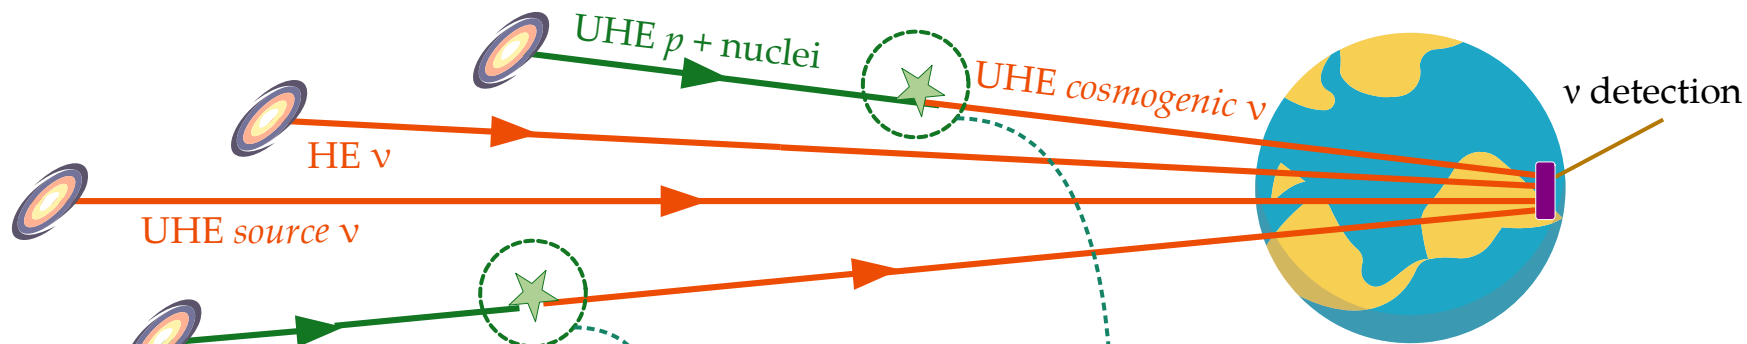 UHE p + nuclei
UHE cosmogenic ν
ν detection
HE ν
UHE source ν